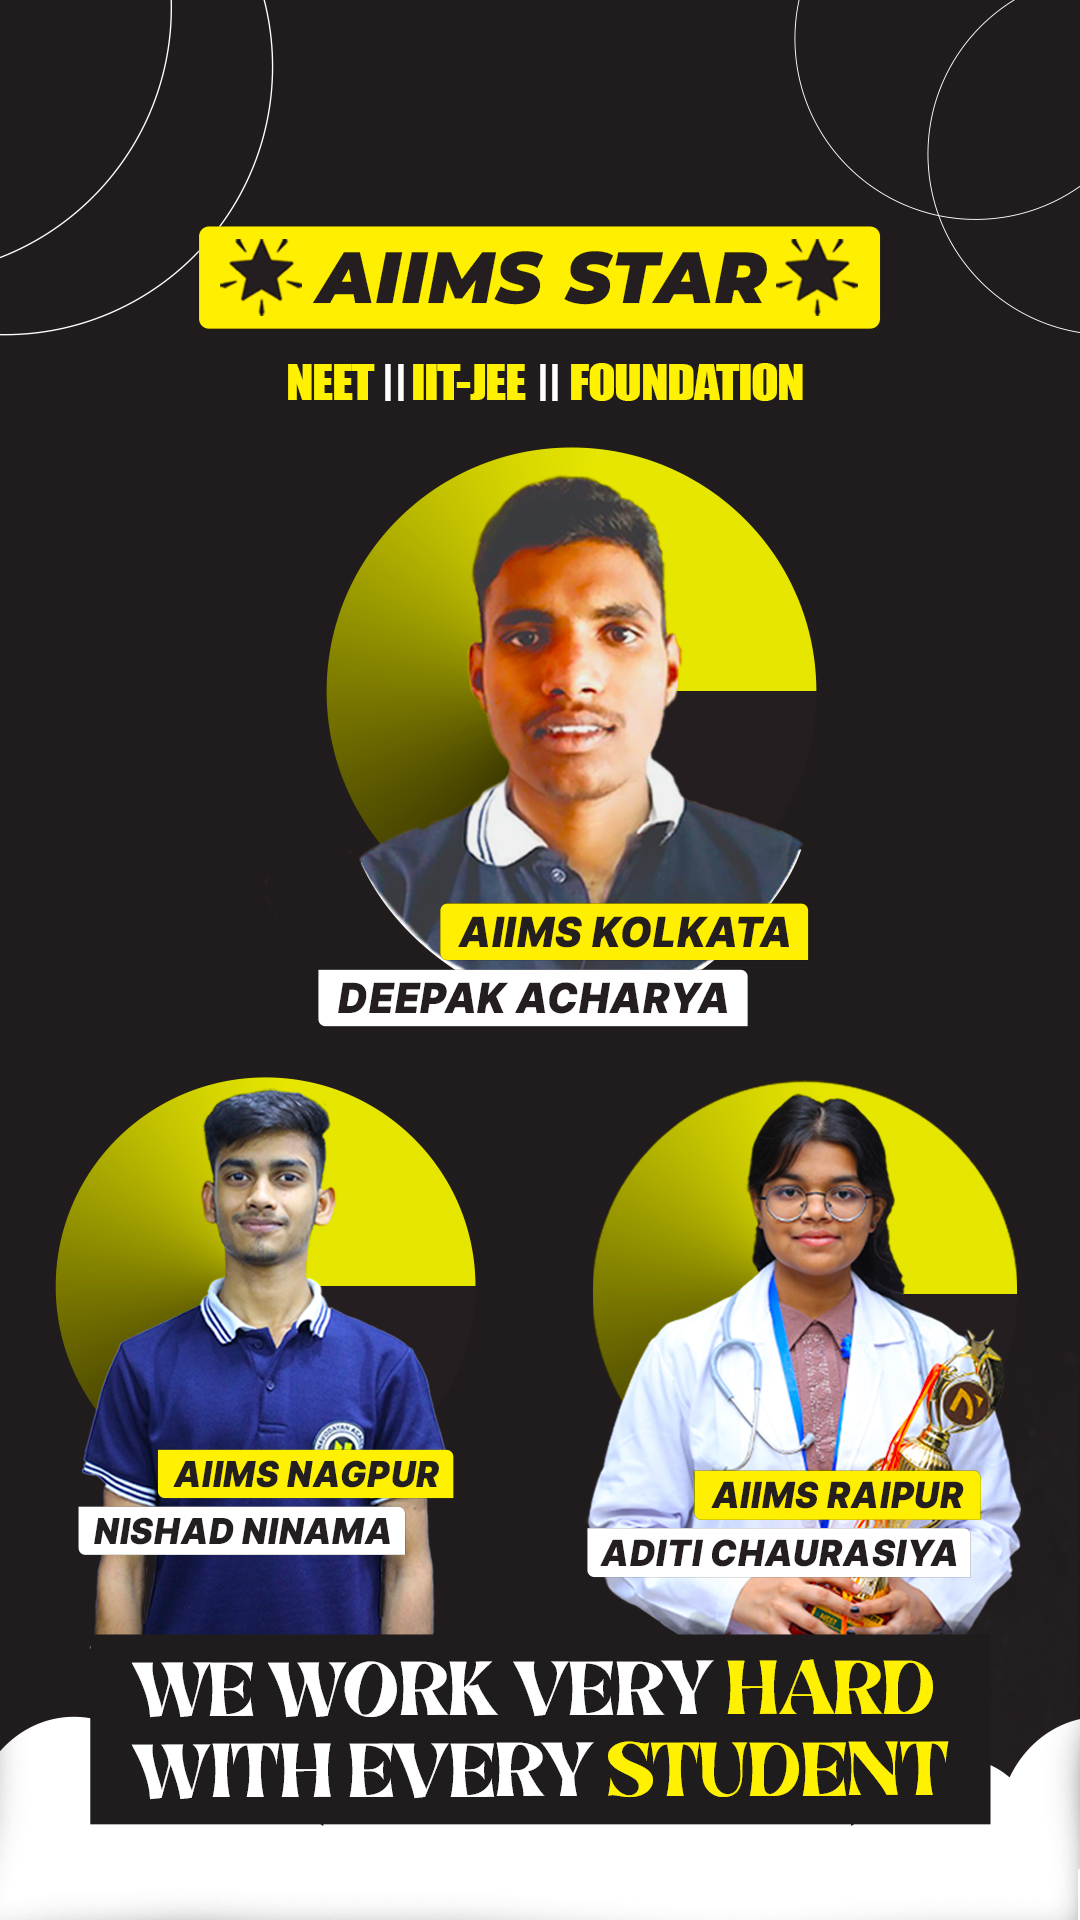 AIIMS STAR
NEET || IIT-JEE || FOUNDATION
AIIMS KOLKATA
DEEPAK ACHARYA
AIIMS NAGPUR
NISHAD NINAMA
AIIMS RAIPUR
ADITI CHAURASIYA
WE WORK VERY HARD
WITH EVERY STUDENT